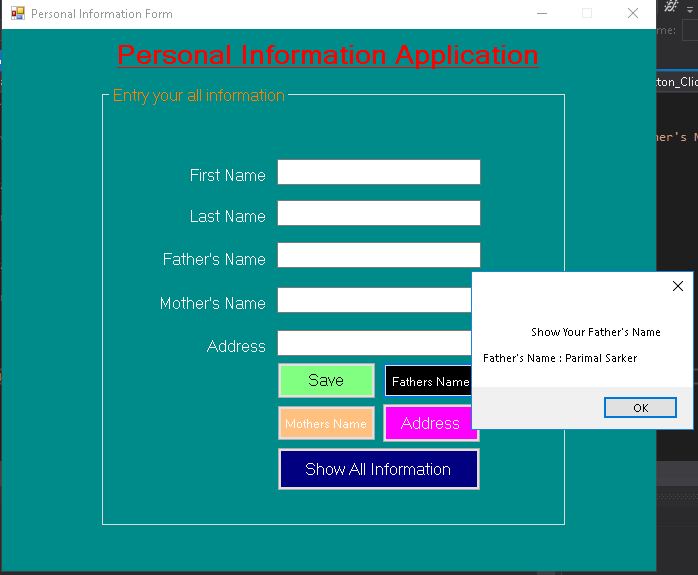 Personal Information Form
Personal Information Application
Entry your all information
First Name
Last Name
Father's Name
Mother's Name
Address
Save
Fathers Name
Mothers Name
Address
Show All Information
Show Your Father's Name
Father's Name : Parimal Sarker
OK
me:
ton_Clic
er's N